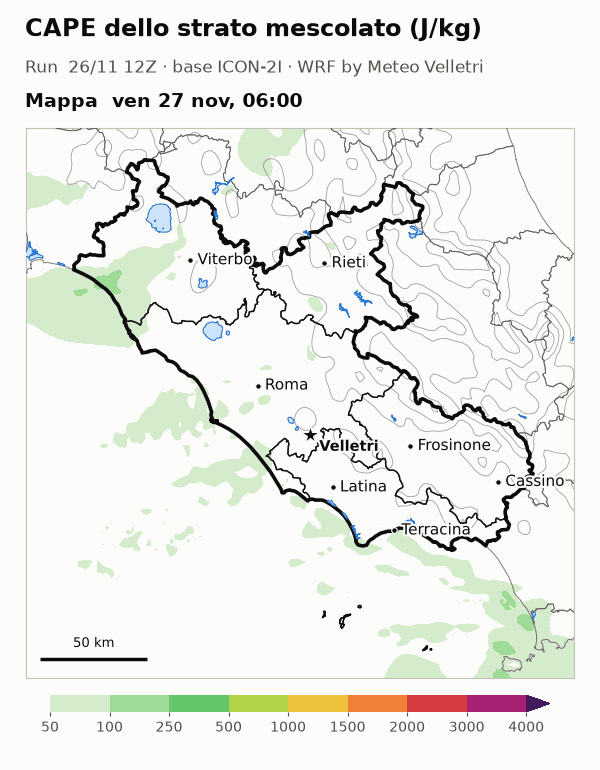 CAPE dello strato mescolato (J/kg)
Run  26/11 12Z · base ICON-2I · WRF by Meteo Velletri
Mappa  ven 27 nov, 06:00
Viterbo
Rieti
Roma
Velletri
Frosinone
Cassino
Latina
Terracina
50 km
50 100 250 500 1000 1500 2000 3000 4000